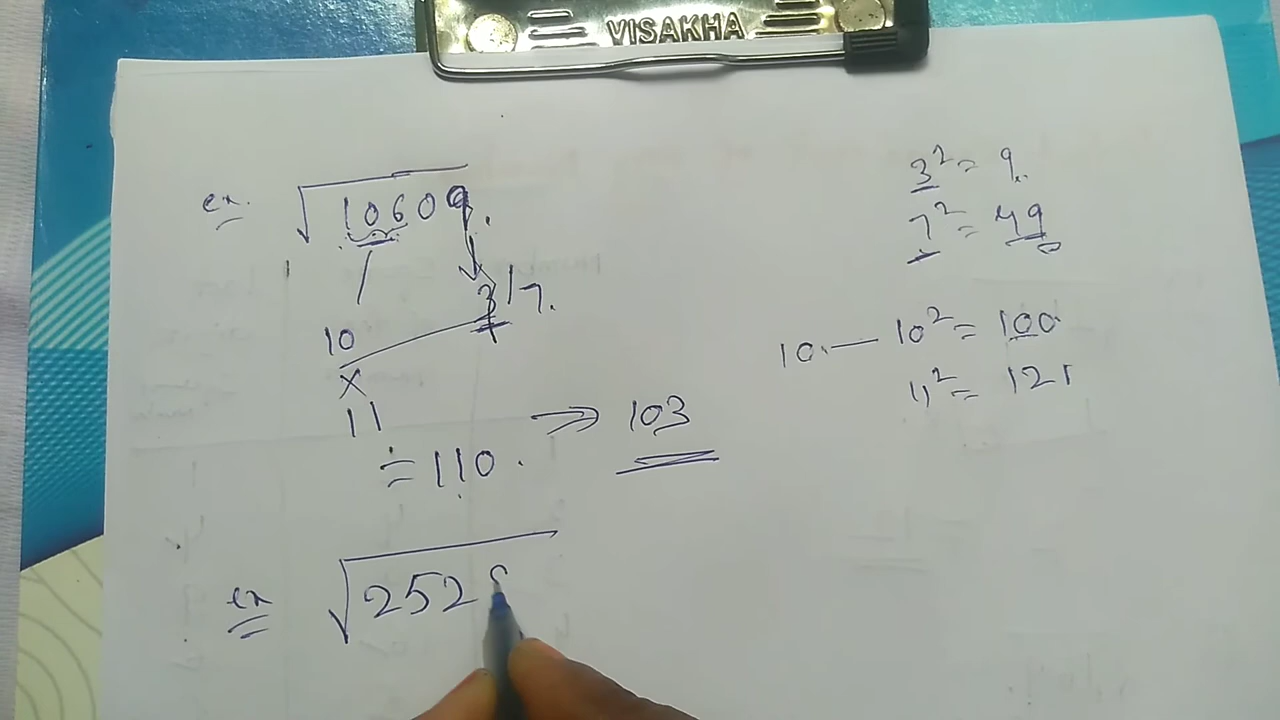 VISAKHA
ex. √10609.
3/7.
10
×
11
= 110.
→ 103
3² = 9.
7² = 49
10. — 10² = 100.
11² = 121
ex √252